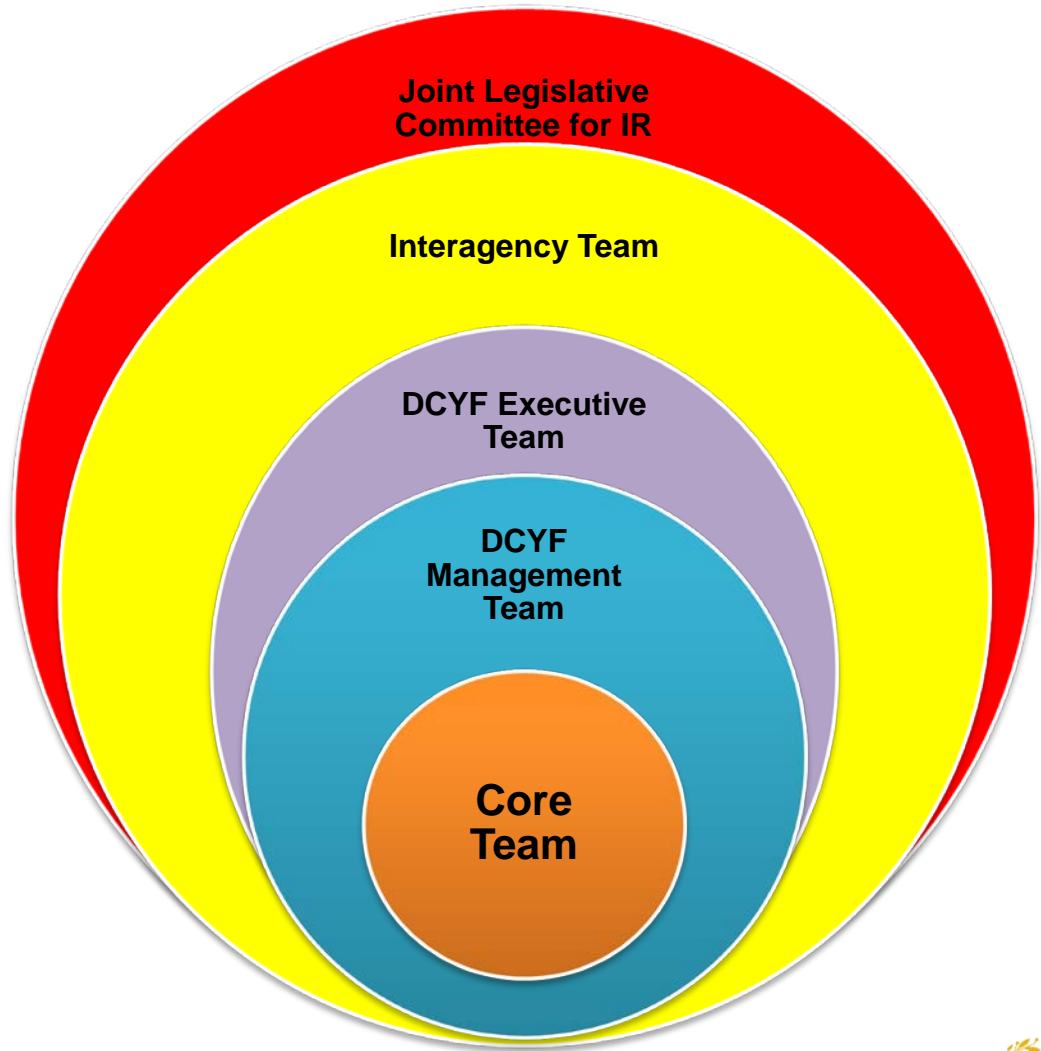 Joint Legislative
Committee for IR
Interagency Team
DCYF Executive
Team
DCYF
Management
Team
Core
Team